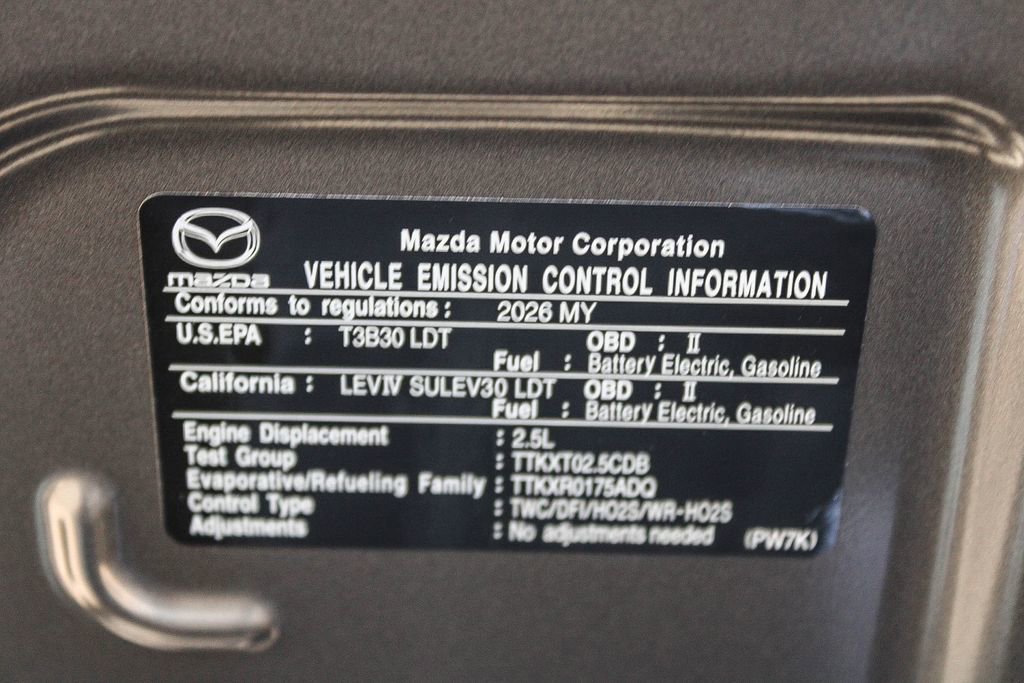 mazda
Mazda Motor Corporation
VEHICLE EMISSION CONTROL INFORMATION
Conforms to regulations : 2026 MY
U.S.EPA : T3B30 LDT OBD : II
Fuel : Battery Electric, Gasoline
California : LEVIV SULEV30 LDT OBD : II
Fuel : Battery Electric, Gasoline
Engine Displacement : 2.5L
Test Group : TTKXT02.5CDB
Evaporative/Refueling Family : TTKXR0175ADQ
Control Type : TWC/DFI/HO2S/WR-HO2S
Adjustments : No adjustments needed (PW7K)